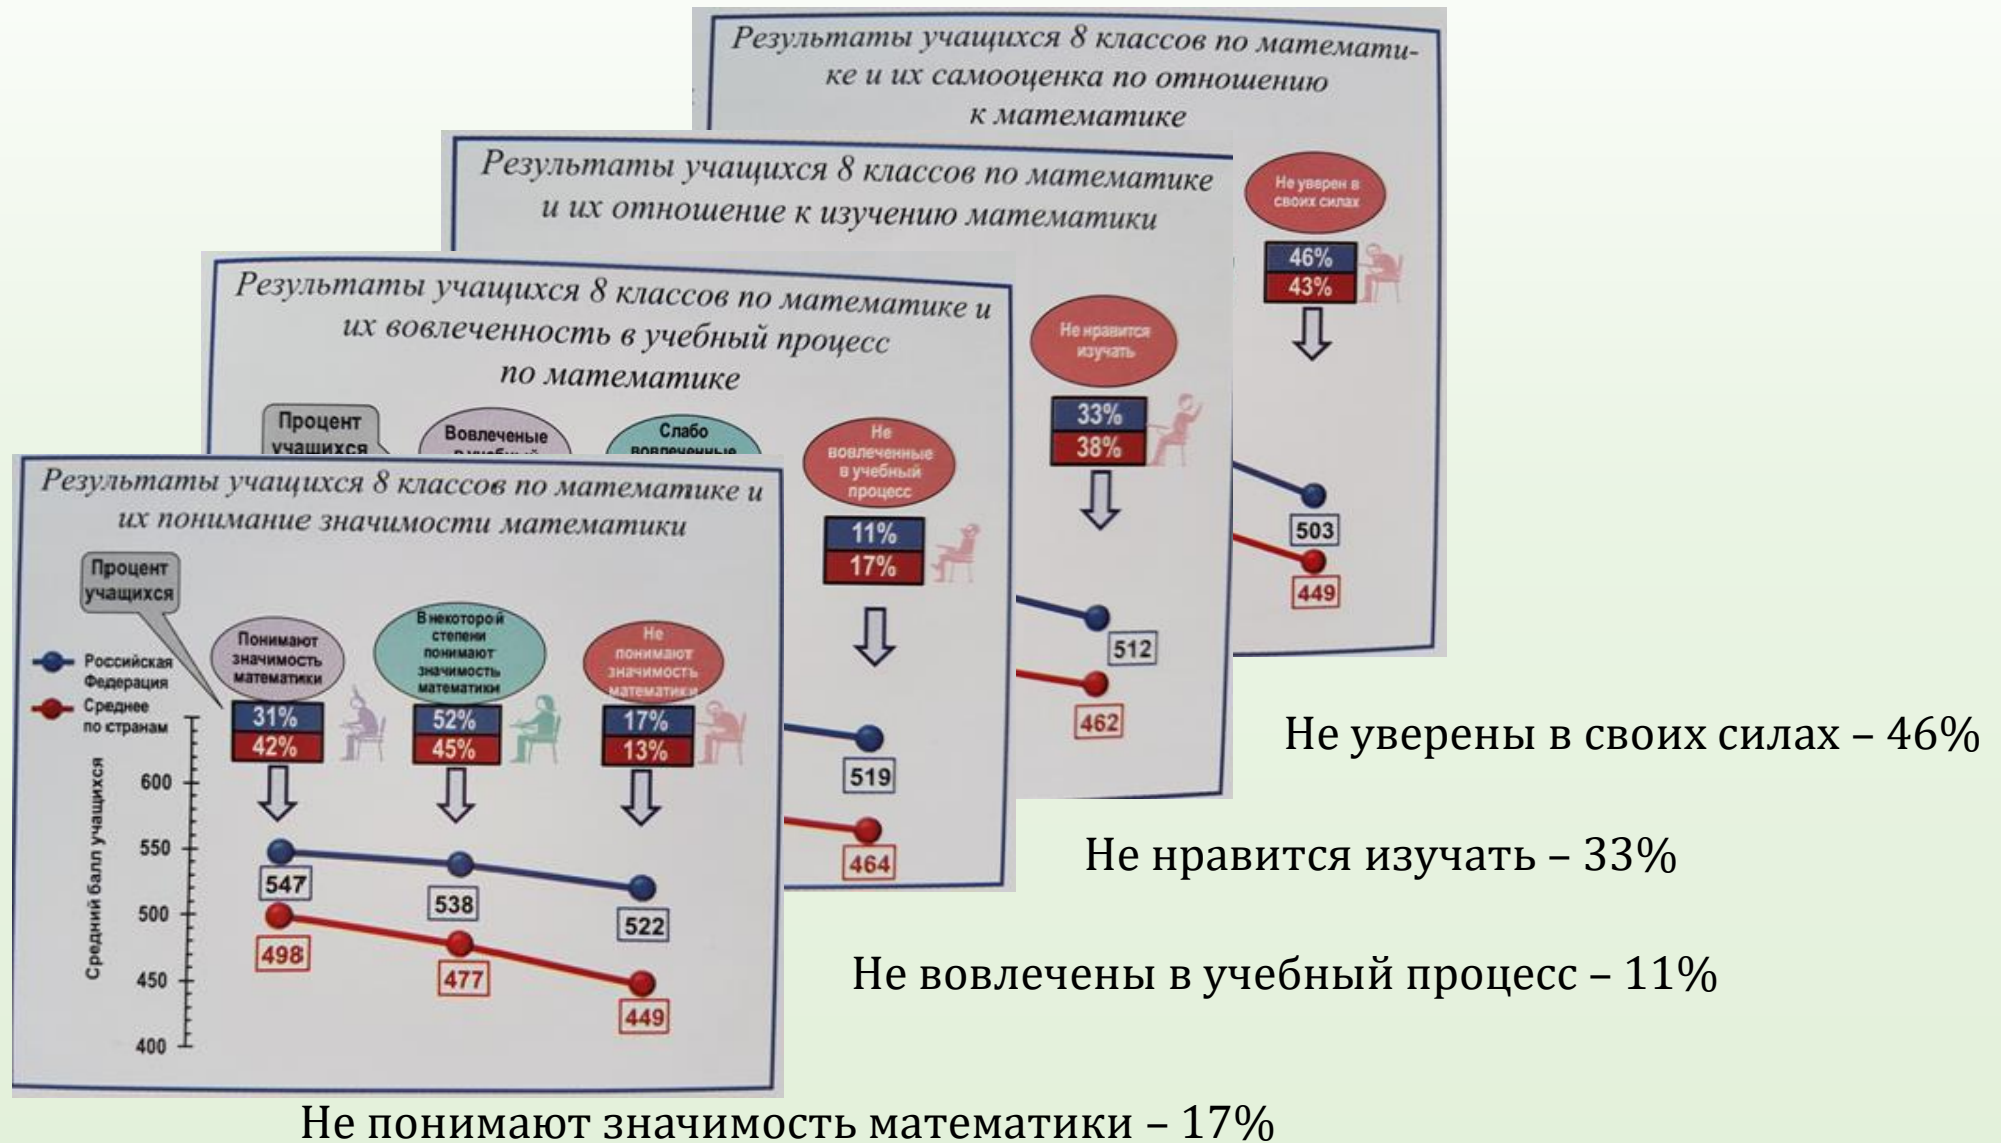 Результаты учащихся 8 классов по математи-
ке и их самооценка по отношению
к математике
Не уверен в
своих силах
46%
43%
503
449
Результаты учащихся 8 классов по математике
и их отношение к изучению математики
Не нравится
изучать
33%
38%
512
462
Результаты учащихся 8 классов по математике и
их вовлеченность в учебный процесс
по математике
Процент
учащихся
Вовлеченые
в учебный
Слабо
вовлеченные
Не
вовлеченные
в учебный
процесс
11%
17%
519
464
Результаты учащихся 8 классов по математике и
их понимание значимости математики
Процент
учащихся
Российская
Федерация
Среднее
по странам
Понимают
значимость
математики
В некоторой
степени
понимают
значимость
математики
Не
понимают
значимость
математики
31%
42%
52%
45%
17%
13%
Средний балл учащихся
600
550
500
450
400
547
538
522
498
477
449
Не уверены в своих силах – 46%
Не нравится изучать – 33%
Не вовлечены в учебный процесс – 11%
Не понимают значимость математики – 17%